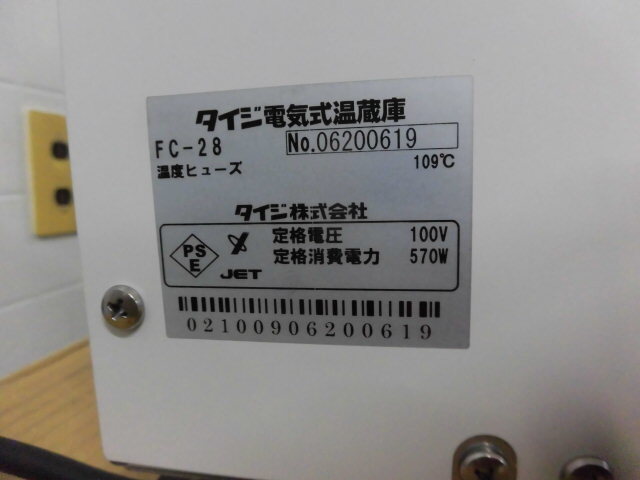 タイジ電気式温蔵庫
FC-28 No.06200619
温度ヒューズ 109℃
タイジ株式会社
PS E JET 定格電圧 100V
定格消費電力 570W
02100906200619